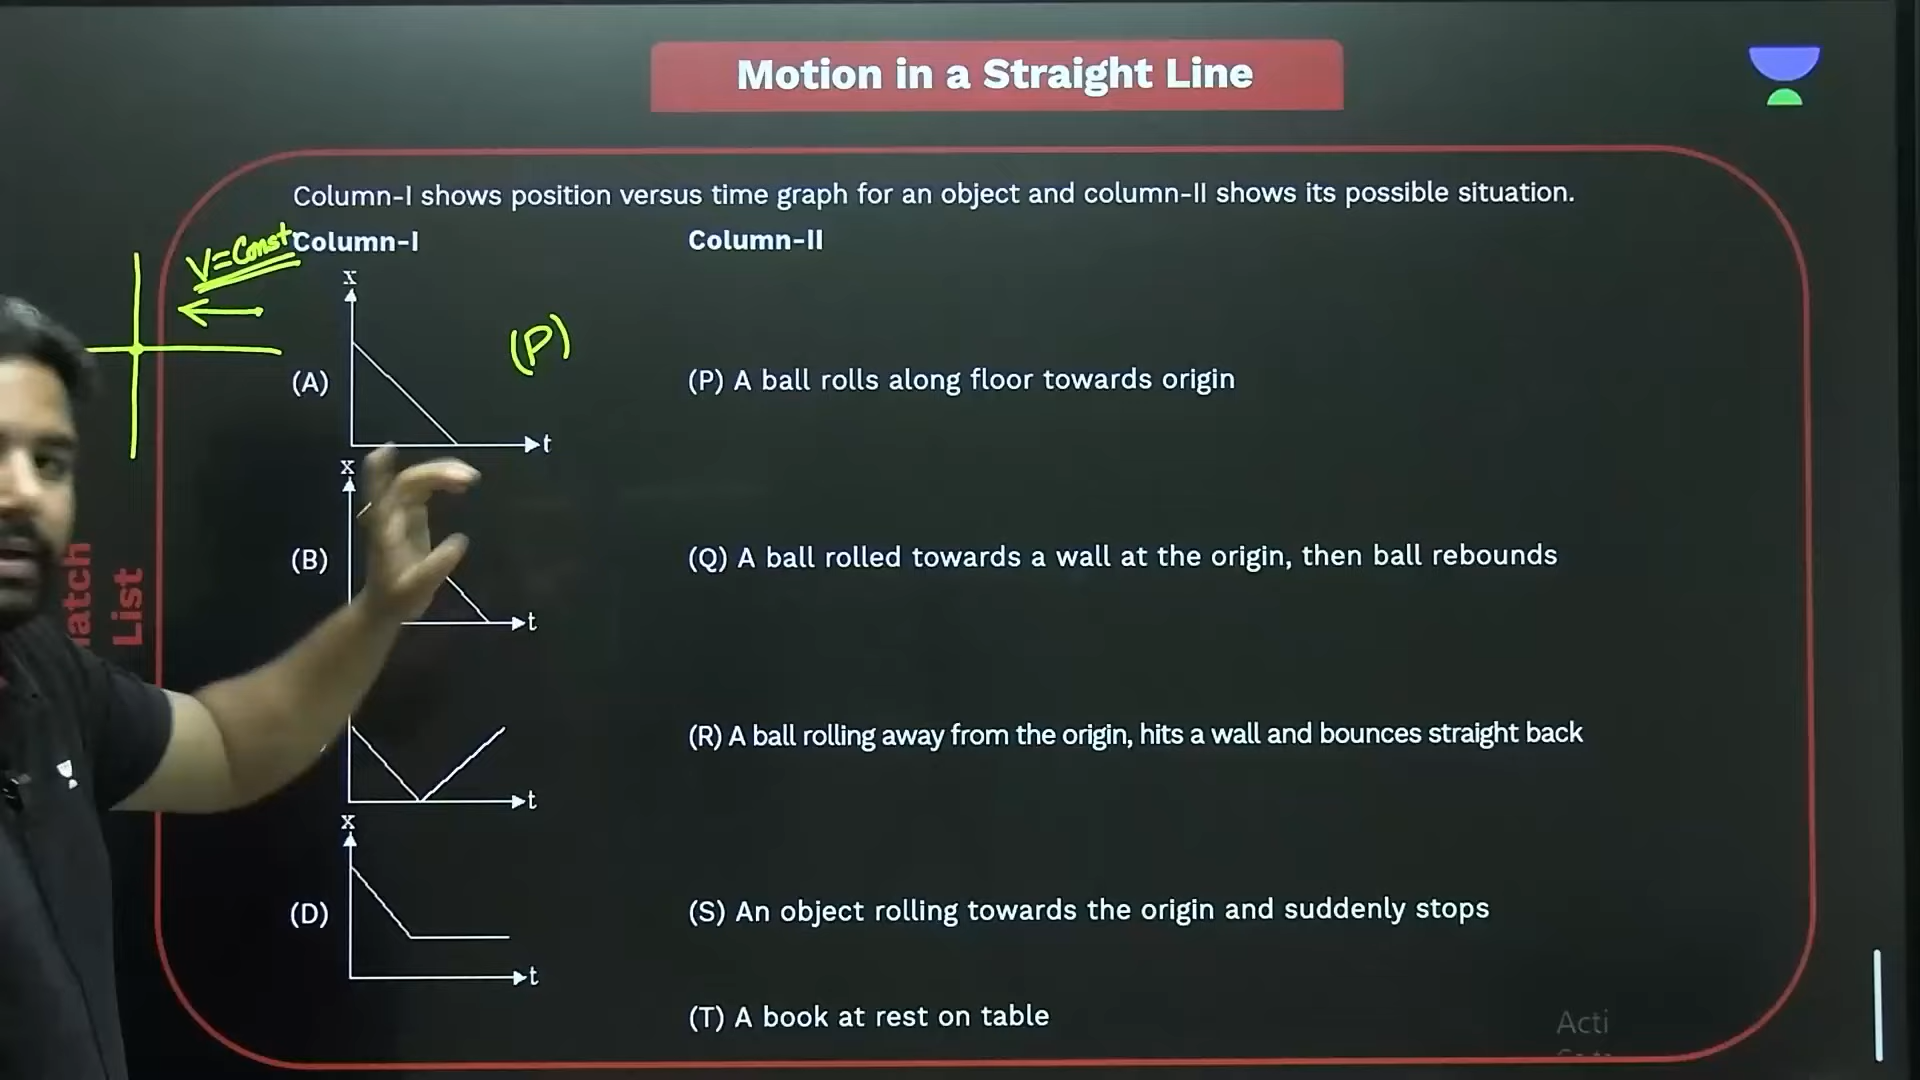 Motion in a Straight Line
Column-I shows position versus time graph for an object and column-II shows its possible situation.
V=Const
Column-I
Column-II
x
(P)
(A)
t
(P) A ball rolls along floor towards origin
x
(B)
t
(Q) A ball rolled towards a wall at the origin, then ball rebounds
List
(R) A ball rolling away from the origin, hits a wall and bounces straight back
t
x
(D)
t
(S) An object rolling towards the origin and suddenly stops
(T) A book at rest on table
Acti